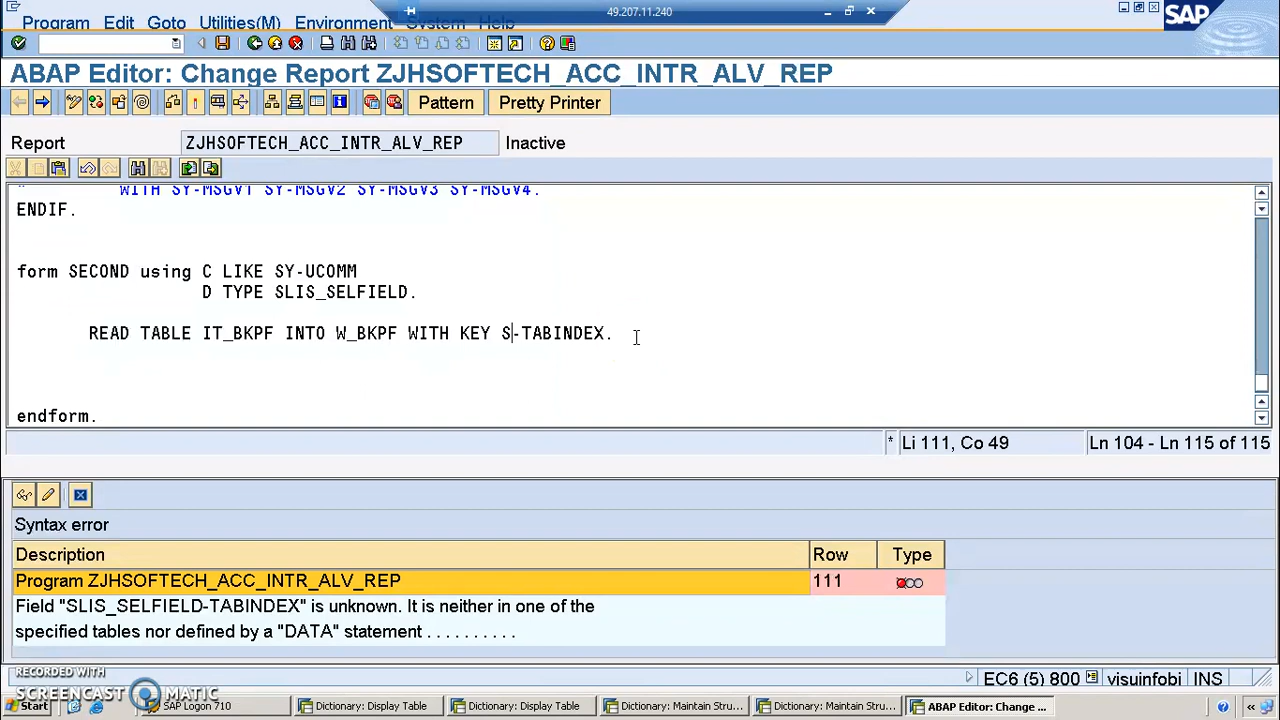 49.207.11.240
Program Edit Goto Utilities(M) Environment System Help
SAP
ABAP Editor: Change Report ZJHSOFTECH_ACC_INTR_ALV_REP
Pattern Pretty Printer
Report ZJHSOFTECH_ACC_INTR_ALV_REP Inactive
" WITH SY-MSGV1 SY-MSGV2 SY-MSGV3 SY-MSGV4.
ENDIF.
form SECOND using C LIKE SY-UCOMM
D TYPE SLIS_SELFIELD.
READ TABLE IT_BKPF INTO W_BKPF WITH KEY S-TABINDEX.
endform.
* Li 111, Co 49 Ln 104 - Ln 115 of 115
Syntax error
Description Row Type
Program ZJHSOFTECH_ACC_INTR_ALV_REP 111
Field "SLIS_SELFIELD-TABINDEX" is unknown. It is neither in one of the
specified tables nor defined by a "DATA" statement . . . . . . . . . .
RECORDED WITH
SCREENCAST MATIC
EC6 (5) 800 visuinfobi INS
Start SAP Logon 710 Dictionary: Display Table Dictionary: Display Table Dictionary: Maintain Stru... Dictionary: Maintain Stru... ABAP Editor: Change ...